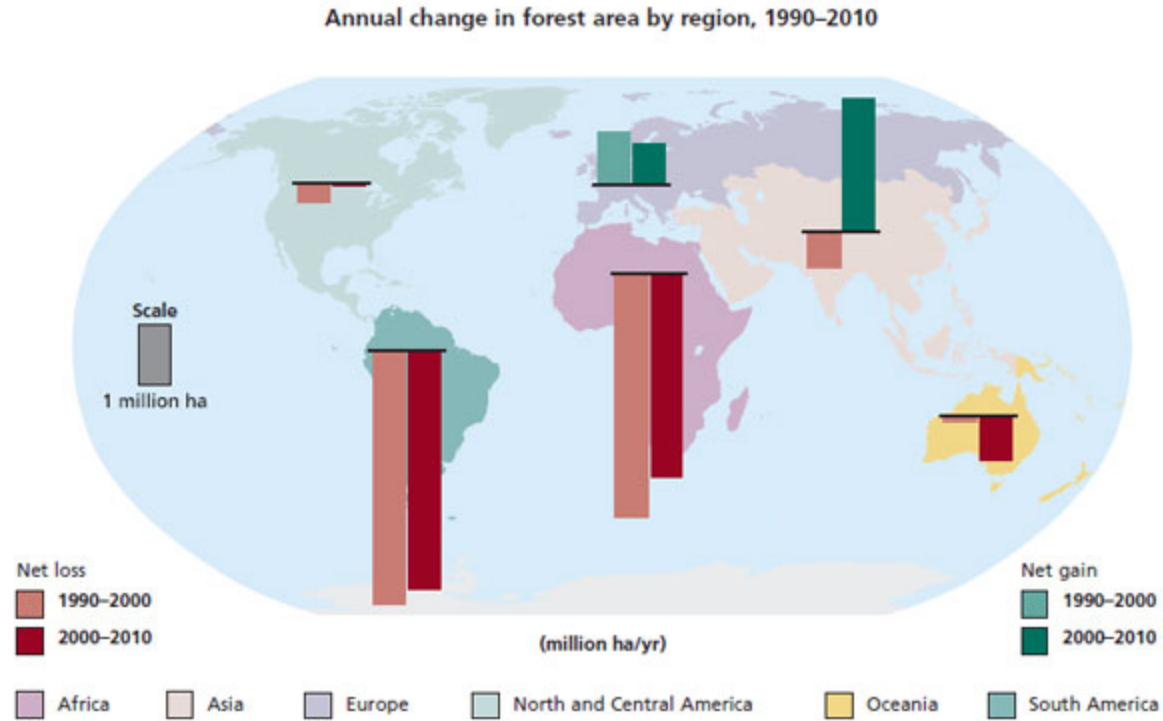 Annual change in forest area by region, 1990–2010
Scale
1 million ha
Net loss
1990–2000
2000–2010
Net gain
1990–2000
2000–2010
(million ha/yr)
Africa
Asia
Europe
North and Central America
Oceania
South America